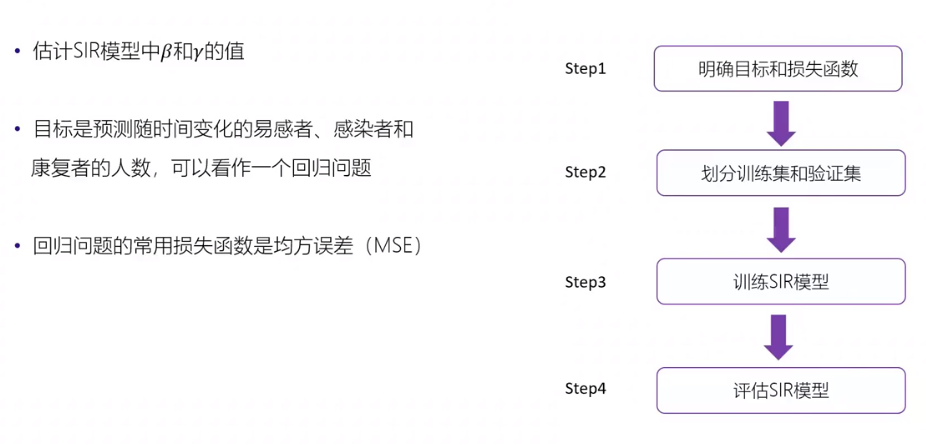 • 估计SIR模型中β和γ的值
• 目标是预测随时间变化的易感者、感染者和
康复者的人数，可以看作一个回归问题
• 回归问题的常用损失函数是均方误差（MSE）
Step1
明确目标和损失函数
Step2
划分训练集和验证集
Step3
训练SIR模型
Step4
评估SIR模型